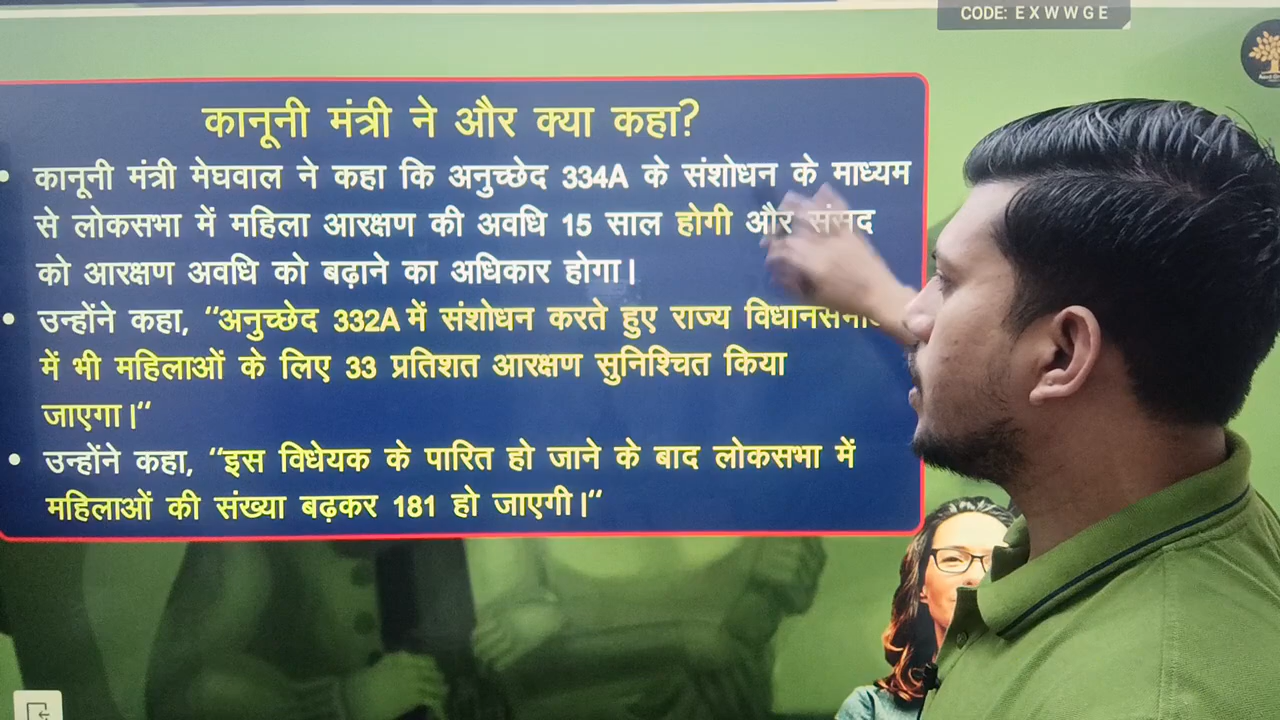 CODE: E X W W G E
कानूनी मंत्री ने और क्या कहा?
• कानूनी मंत्री मेघवाल ने कहा कि अनुच्छेद 334A के संशोधन के माध्यम
से लोकसभा में महिला आरक्षण की अवधि 15 साल होगी और संसद
को आरक्षण अवधि को बढ़ाने का अधिकार होगा।
• उन्होंने कहा, “अनुच्छेद 332A में संशोधन करते हुए राज्य
में भी महिलाओं के लिए 33 प्रतिशत आरक्षण सुनिश्चित किया
जाएगा।“
• उन्होंने कहा, “इस विधेयक के पारित हो जाने के बाद लोकसभा में
महिलाओं की संख्या बढ़कर 181 हो जाएगी।“